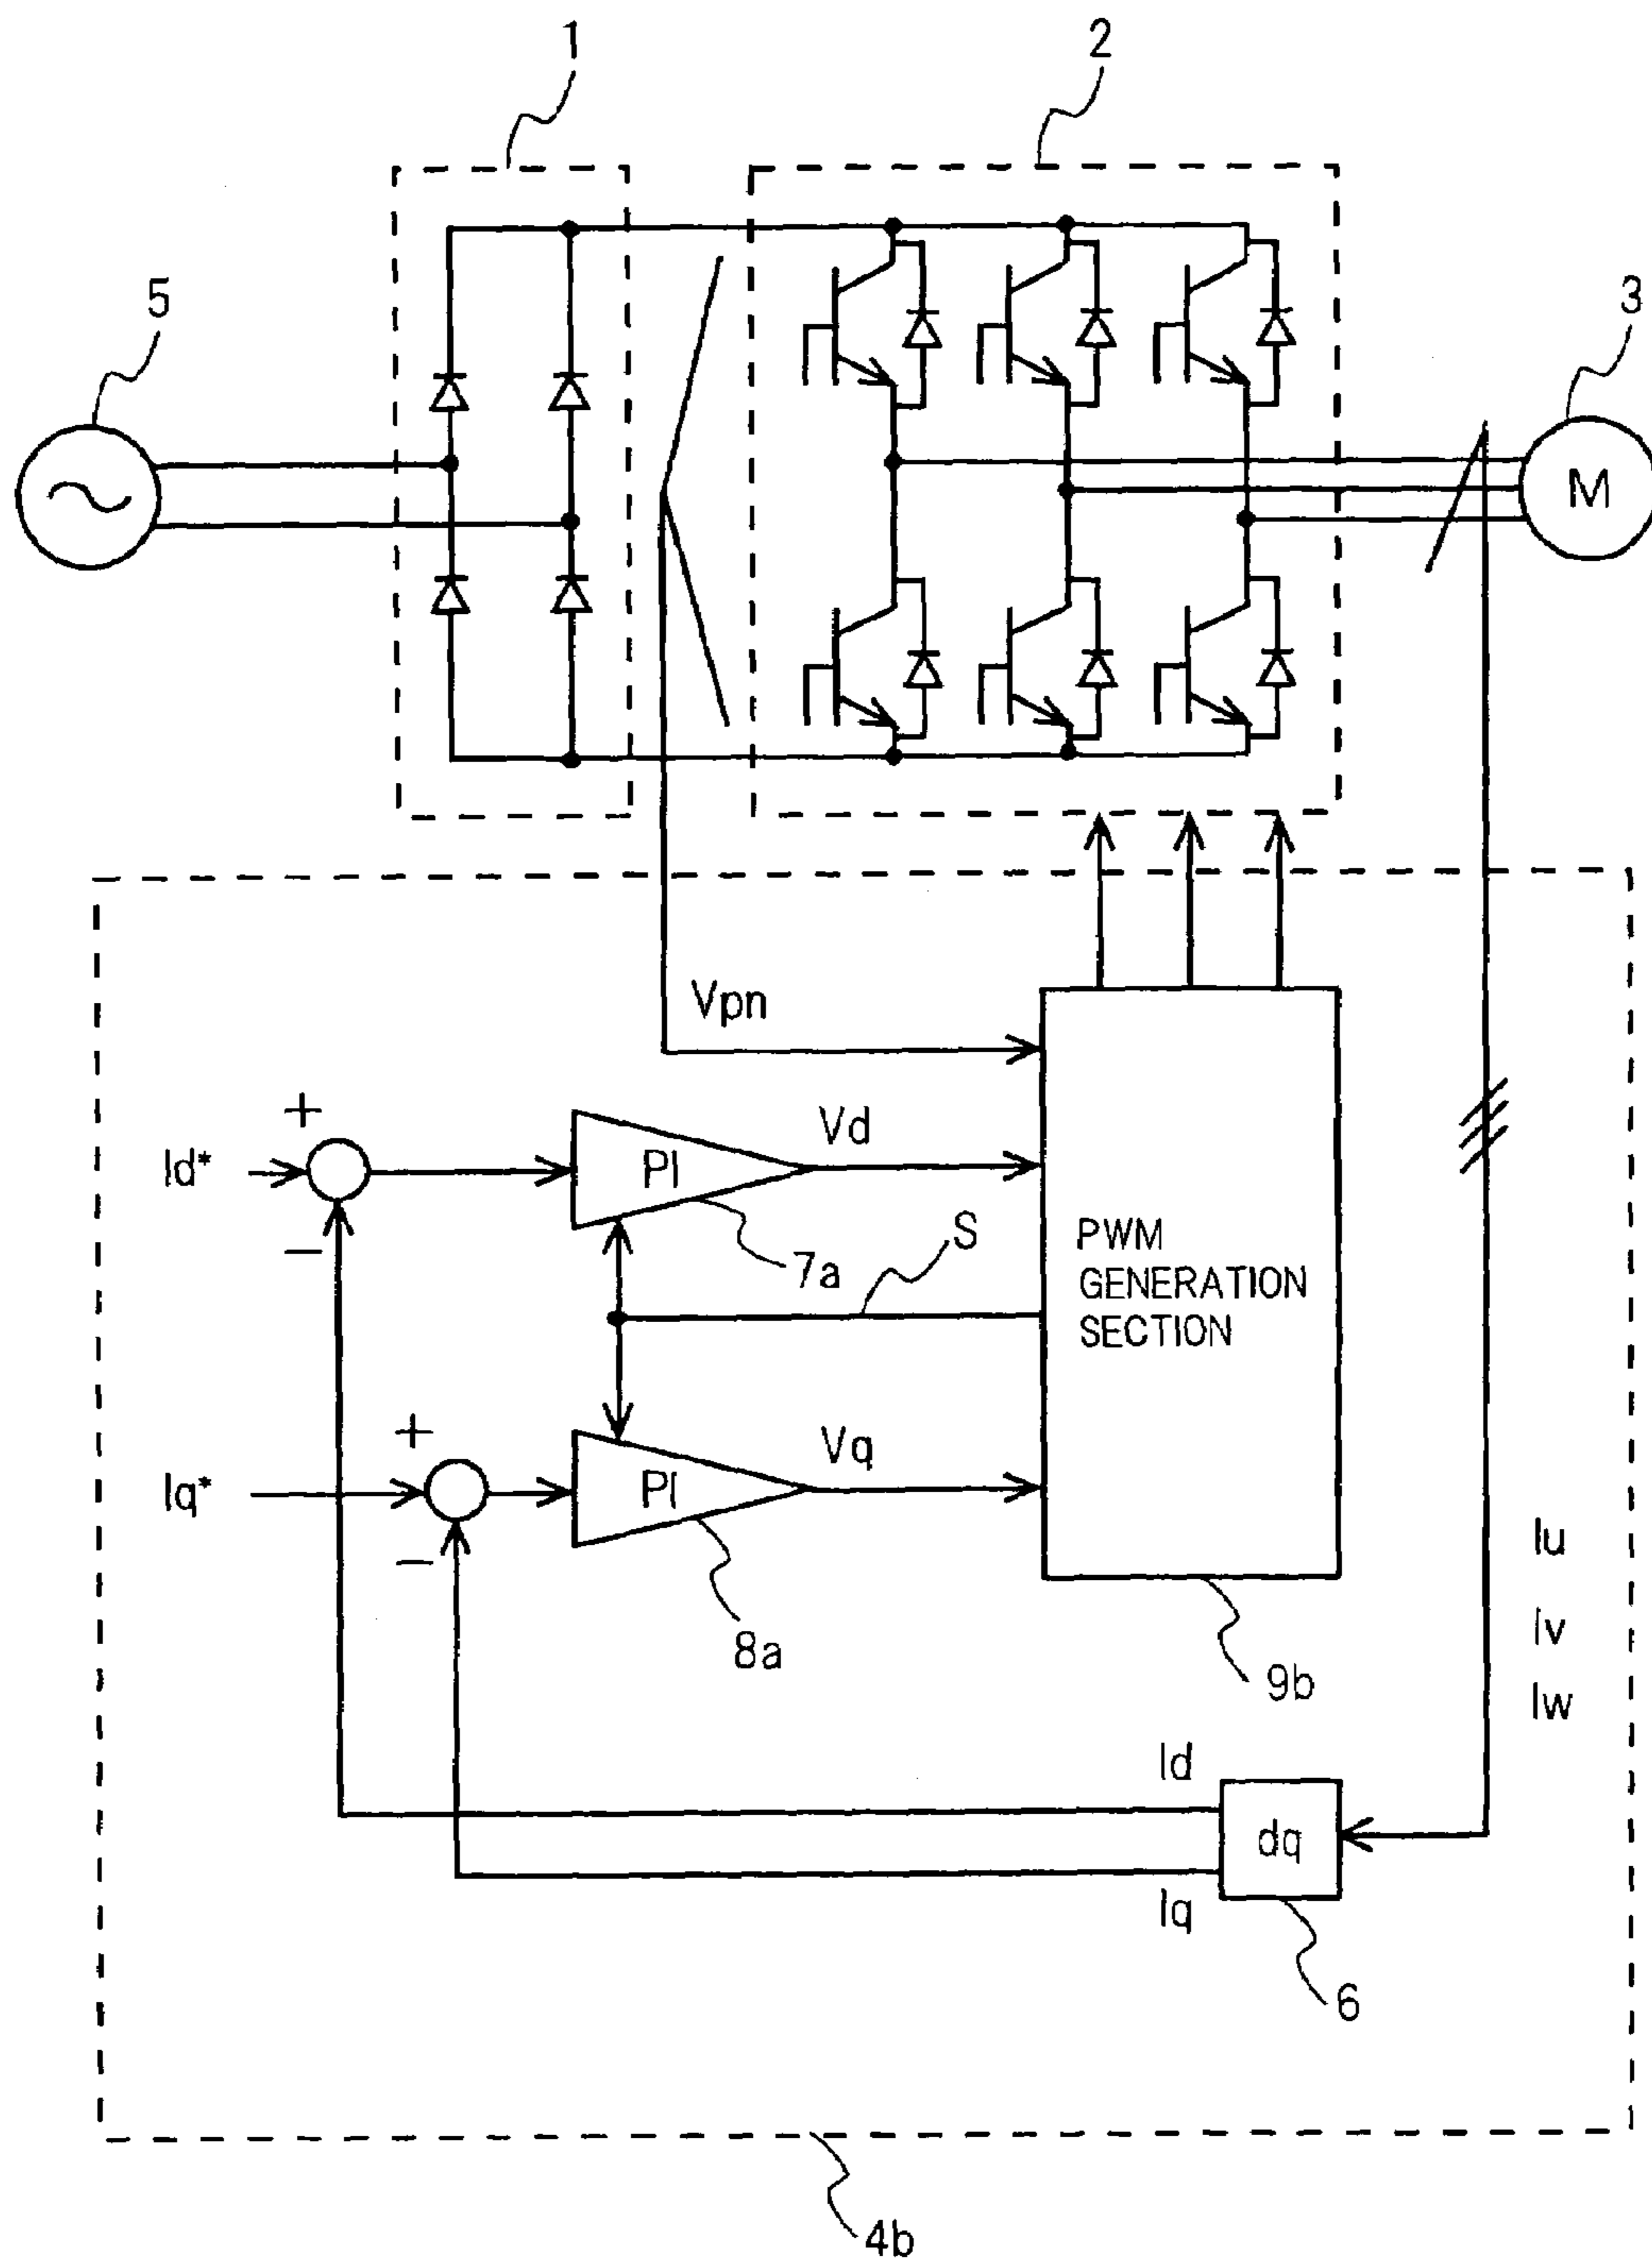 1
2
5
3
M
Vpn
+
Vd
Id*
PI
−
7a
S
PWM
GENERATION
SECTION
+
Vq
Iq*
PI
−
8a
9b
Iu
Iv
Iw
Id
dq
Iq
6
4b